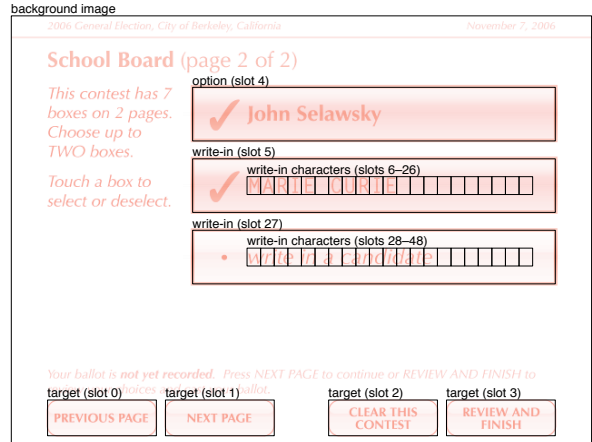 background image
2006 General Election, City of Berkeley, California November 7, 2006
School Board (page 2 of 2)
option (slot 4)
This contest has 7
boxes on 2 pages.
Choose up to
TWO boxes.
Touch a box to
select or deselect.
John Selawsky
write-in (slot 5)
write-in characters (slots 6–26)
MARIE CURIE
write-in (slot 27)
write-in characters (slots 28–48)
• write in a candidate
Your ballot is not yet recorded. Press NEXT PAGE to continue or REVIEW AND FINISH to
choices and ballot.
target (slot 0) target (slot 1) target (slot 2) target (slot 3)
PREVIOUS PAGE NEXT PAGE CLEAR THIS CONTEST REVIEW AND FINISH